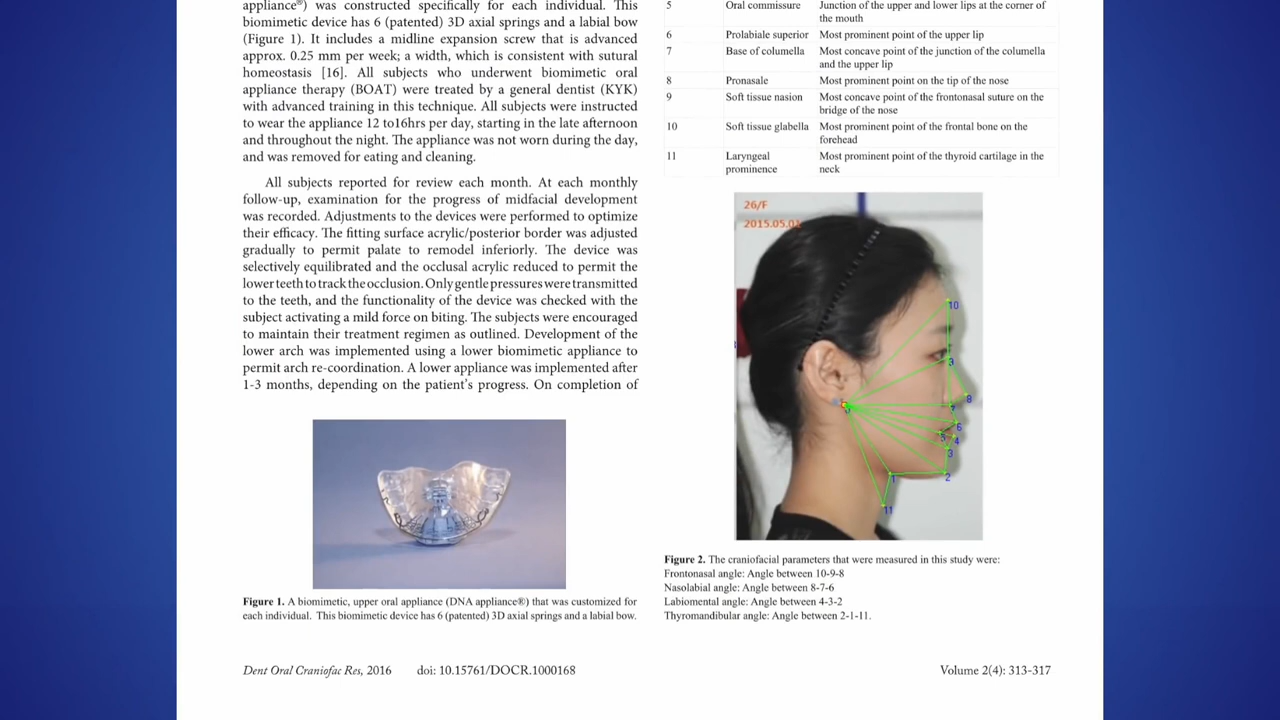 appliance®) was constructed specifically for each individual. This
biomimetic device has 6 (patented) 3D axial springs and a labial bow
(Figure 1). It includes a midline expansion screw that is advanced
approx. 0.25 mm per week; a width, which is consistent with sutural
homeostasis [16]. All subjects who underwent biomimetic oral
appliance therapy (BOAT) were treated by a general dentist (KYK)
with advanced training in this technique. All subjects were instructed
to wear the appliance 12 to16hrs per day, starting in the late afternoon
and throughout the night. The appliance was not worn during the day,
and was removed for eating and cleaning.
All subjects reported for review each month. At each monthly
follow-up, examination for the progress of midfacial development
was recorded. Adjustments to the devices were performed to optimize
their efficacy. The fitting surface acrylic/posterior border was adjusted
gradually to permit palate to remodel inferiorly. The device was
selectively equilibrated and the occlusal acrylic reduced to permit the
lower teeth to track the occlusion. Only gentle pressures were transmitted
to the teeth, and the functionality of the device was checked with the
subject activating a mild force on biting. The subjects were encouraged
to maintain their treatment regimen as outlined. Development of the
lower arch was implemented using a lower biomimetic appliance to
permit arch re-coordination. A lower appliance was implemented after
1-3 months, depending on the patient's progress. On completion of
Figure 1. A biomimetic, upper oral appliance (DNA appliance®) that was customized for
each individual. This biomimetic device has 6 (patented) 3D axial springs and a labial bow.
5 Oral commissure Junction of the upper and lower lips at the corner of
the mouth
6 Prolabiale superior Most prominent point of the upper lip
7 Base of columella Most concave point of the junction of the columella
and the upper lip
8 Pronasale Most prominent point on the tip of the nose
9 Soft tissue nasion Most concave point of the frontonasal suture on the
bridge of the nose
10 Soft tissue glabella Most prominent point of the frontal bone on the
forehead
11 Laryngeal Most prominent point of the thyroid cartilage in the
prominence neck
26/F
2015.05.
10
9
8
7
6
5
4
3
2
1
11
Figure 2. The craniofacial parameters that were measured in this study were:
Frontonasal angle: Angle between 10-9-8
Nasolabial angle: Angle between 8-7-6
Labiomental angle: Angle between 4-3-2
Thyromandibular angle: Angle between 2-1-11.
Dent Oral Craniofac Res, 2016 doi: 10.15761/DOCR.1000168
Volume 2(4): 313-317